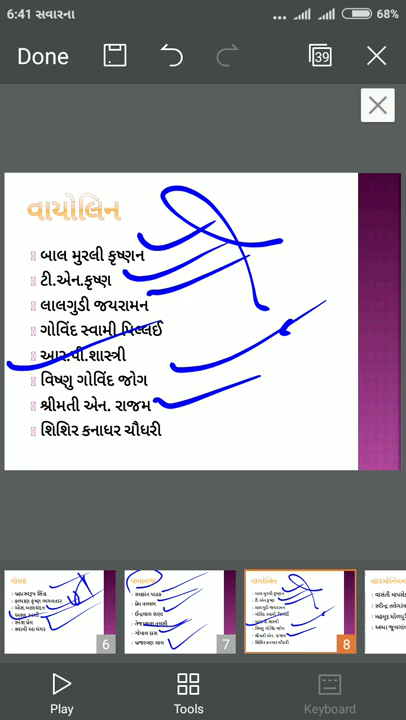 6:41 સવારના
68%
Done
39
વાયોલિન
બાલ મુરલી કૃષ્ણન
ટી.એન.કૃષ્ણ
લાલગુડી જયરામન
ગોવિંદ સ્વામી પિલ્લઈ
આર.પી.શાસ્ત્રી
વિષ્ણુ ગોવિંદ જોગ
શ્રીમતી એન. રાજમ
શિશિર કનાધર ચૌધરી
6
7
8
Play
Tools
Keyboard